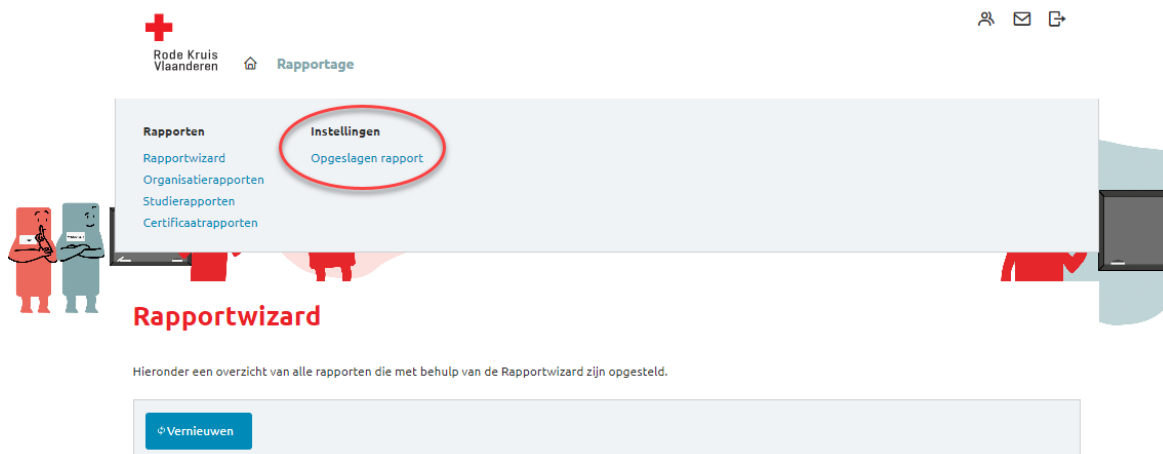 Rode Kruis
Vlaanderen
Rapportage
Rapporten
Rapportwizard
Organisatierapporten
Studierapporten
Certificaatrapporten
Instellingen
Opgeslagen rapport
Rapportwizard
Hieronder een overzicht van alle rapporten die met behulp van de Rapportwizard zijn opgesteld.
Vernieuwen